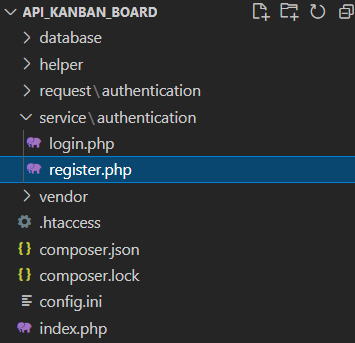 API_KANBAN_BOARD
database
helper
request\authentication
service\authentication
login.php
register.php
vendor
.htaccess
{} composer.json
{} composer.lock
config.ini
index.php